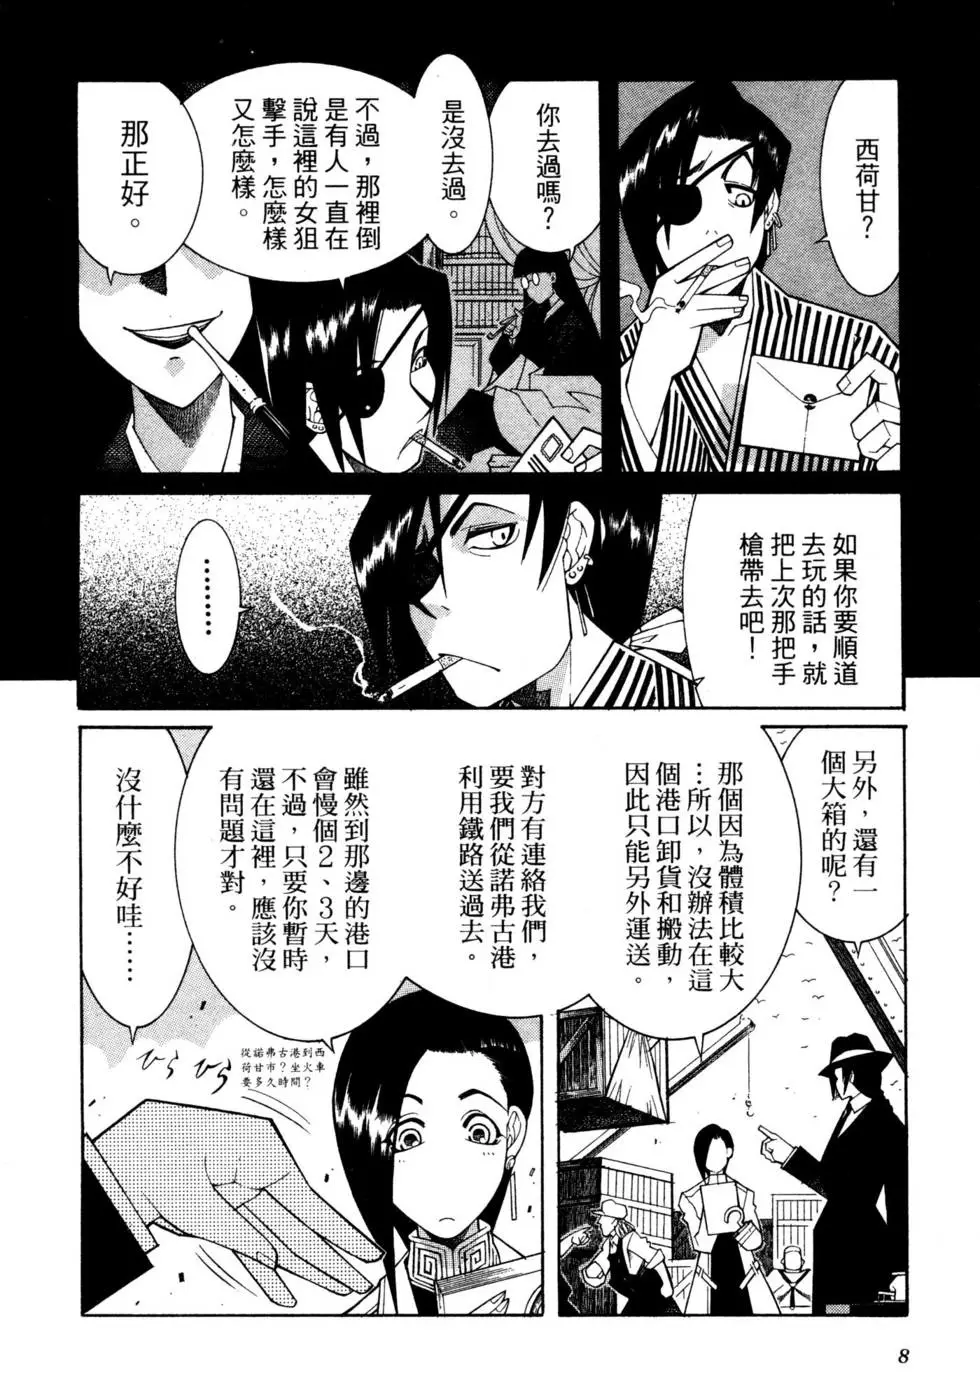 西荷甘？
你去過嗎？
是沒去過。
不過，那裡倒
是有人一直在
說這裡的女狙
擊手，怎麼樣
又怎麼樣。
那正好。
如果你要順道
去玩的話，就
把上次那把手
槍帶去吧！
………
另外，還有一
個大箱的呢？
那個因為體積比較大
…所以，沒辦法在這
個港口卸貨和搬動，
因此只能另外運送。
對方有連絡我們，
要我們從諾弗古港
利用鐵路送過去。
雖然到那邊的港口
會慢個2、3天，
不過，只要你暫時
還在這裡，應該沒
有問題才對。
從諾弗古港到西
荷甘市？坐火車
要多久時間？
ひら
ひら
沒什麼不好哇……
8